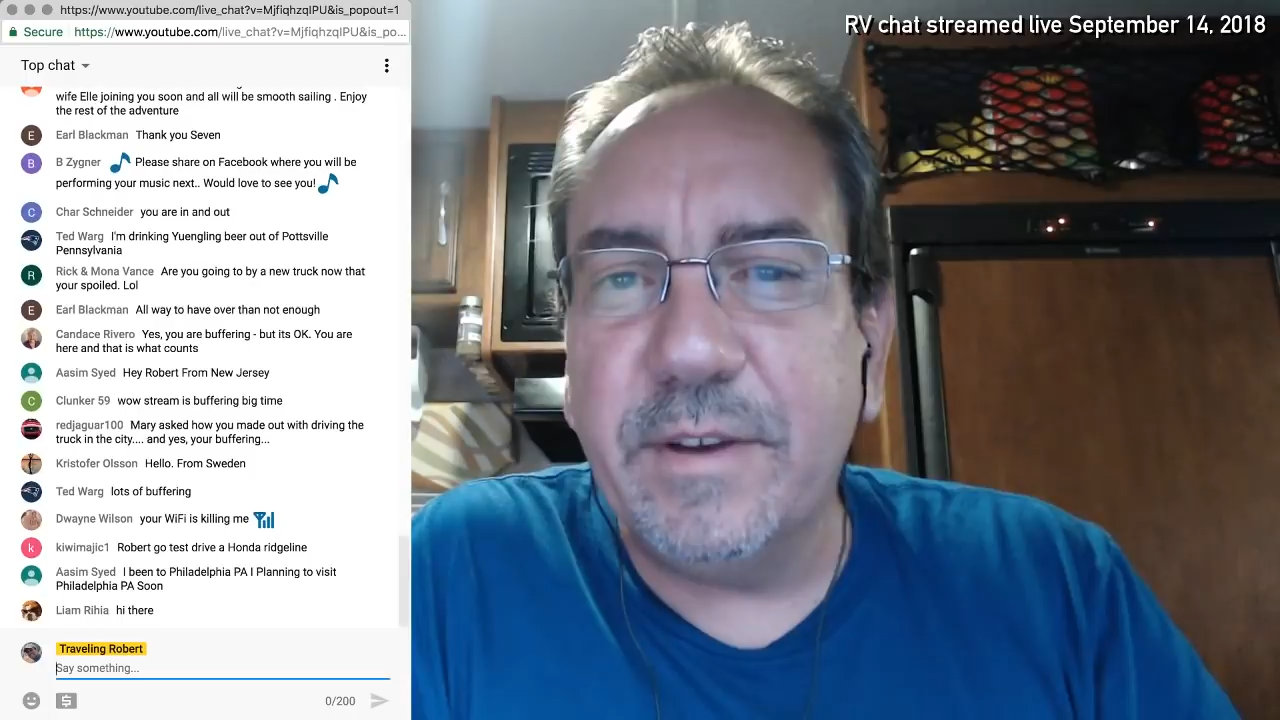 https://www.youtube.com/live_chat?v=MjfiqhzqIPU&is_popout=1
RV chat streamed live September 14, 2018
Secure https://www.youtube.com/live_chat?v=MjfiqhzqIPU&is_po...
Top chat
wife Elle joining you soon and all will be smooth sailing . Enjoy
the rest of the adventure
E Earl Blackman Thank you Seven
B B Zygner Please share on Facebook where you will be
performing your music next.. Would love to see you!
C Char Schneider you are in and out
Ted Warg I'm drinking Yuengling beer out of Pottsville
Pennsylvania
R Rick & Mona Vance Are you going to by a new truck now that
your spoiled. Lol
E Earl Blackman All way to have over than not enough
Candace Rivero Yes, you are buffering - but its OK. You are
here and that is what counts
Aasim Syed Hey Robert From New Jersey
C Clunker 59 wow stream is buffering big time
redjaguar100 Mary asked how you made out with driving the
truck in the city.... and yes, your buffering...
Kristofer Olsson Hello. From Sweden
Ted Warg lots of buffering
Dwayne Wilson your WiFi is killing me
k kiwimajic1 Robert go test drive a Honda ridgeline
Aasim Syed I been to Philadelphia PA I Planning to visit
Philadelphia PA Soon
Liam Rihia hi there
Traveling Robert
Say something...
$ 0/200